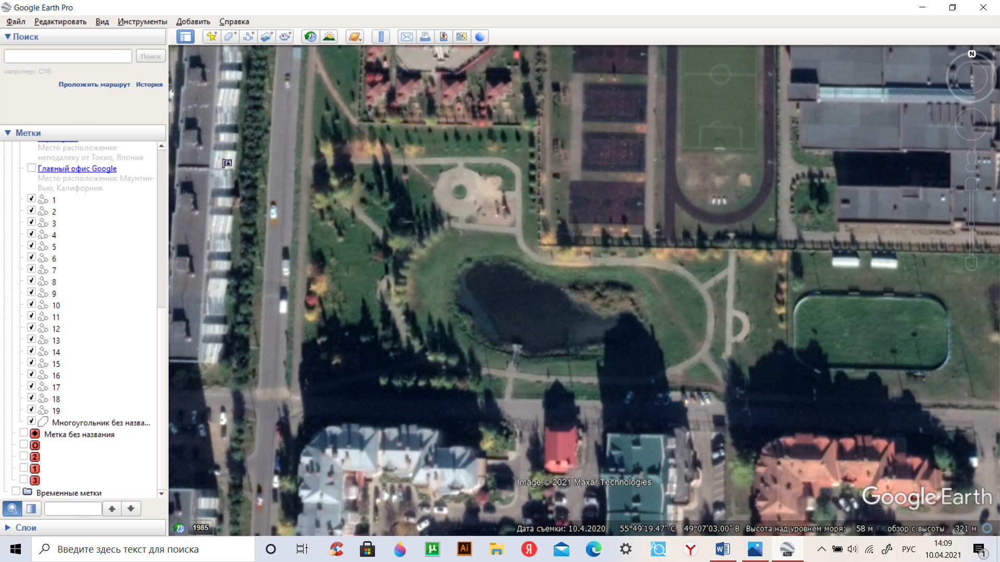 Google Earth Pro
Файл Редактировать Вид Инструменты Добавить Справка
Поиск
Поиск
например: СПб
Проложить маршрут История
Метки
Место расположения:
неподалеку от Токио, Япония
Главный офис Google
Место расположения: Маунтин-
Вью, Калифорния
1
2
3
4
5
6
7
8
9
10
11
12
13
14
15
16
17
18
19
Многоугольник без назва...
Метка без названия
O
2
1
3
Временные метки
Слои
N
Image © 2021 Maxar Technologies
Google Earth
1985
Дата съемки: 10.4.2020 55°49'19.47" С 49°07'03.00" В Высота над уровнем моря: 58 м обзор с высоты 321 м
Введите здесь текст для поиска
µ
Ai
Я
Y
W
Pro
РУС
14:09
10.04.2021
1